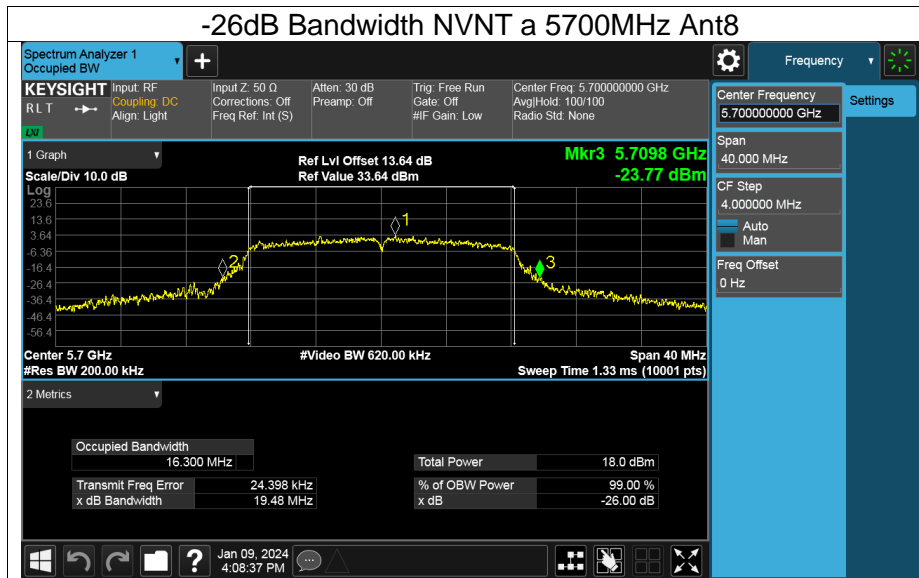 -26dB Bandwidth NVNT a 5700MHz Ant8
Spectrum Analyzer 1
Occupied BW
+
Frequency
KEYSIGHT
R L T
LXI
Input: RF
Coupling: DC
Align: Light
Input Z: 50 Ω
Corrections: Off
Freq Ref: Int (S)
Atten: 30 dB
Preamp: Off
Trig: Free Run
Gate: Off
#IF Gain: Low
Center Freq: 5.700000000 GHz
Avg|Hold: 100/100
Radio Std: None
Center Frequency
5.700000000 GHz
Settings
Span
40.000 MHz
CF Step
4.000000 MHz
Auto
Man
Freq Offset
0 Hz
1 Graph
Scale/Div 10.0 dB
Ref Lvl Offset 13.64 dB
Ref Value 33.64 dBm
Mkr3 5.7098 GHz
-23.77 dBm
Log
23.6
13.6
3.64
-6.36
-16.4
-26.4
-36.4
-46.4
-56.4
1
2
3
Center 5.7 GHz
#Video BW 620.00 kHz
Span 40 MHz
#Res BW 200.00 kHz
Sweep Time 1.33 ms (10001 pts)
2 Metrics
Occupied Bandwidth
16.300 MHz
Total Power 18.0 dBm
Transmit Freq Error 24.398 kHz
% of OBW Power 99.00 %
x dB Bandwidth 19.48 MHz
x dB -26.00 dB
?
Jan 09, 2024
4:08:37 PM